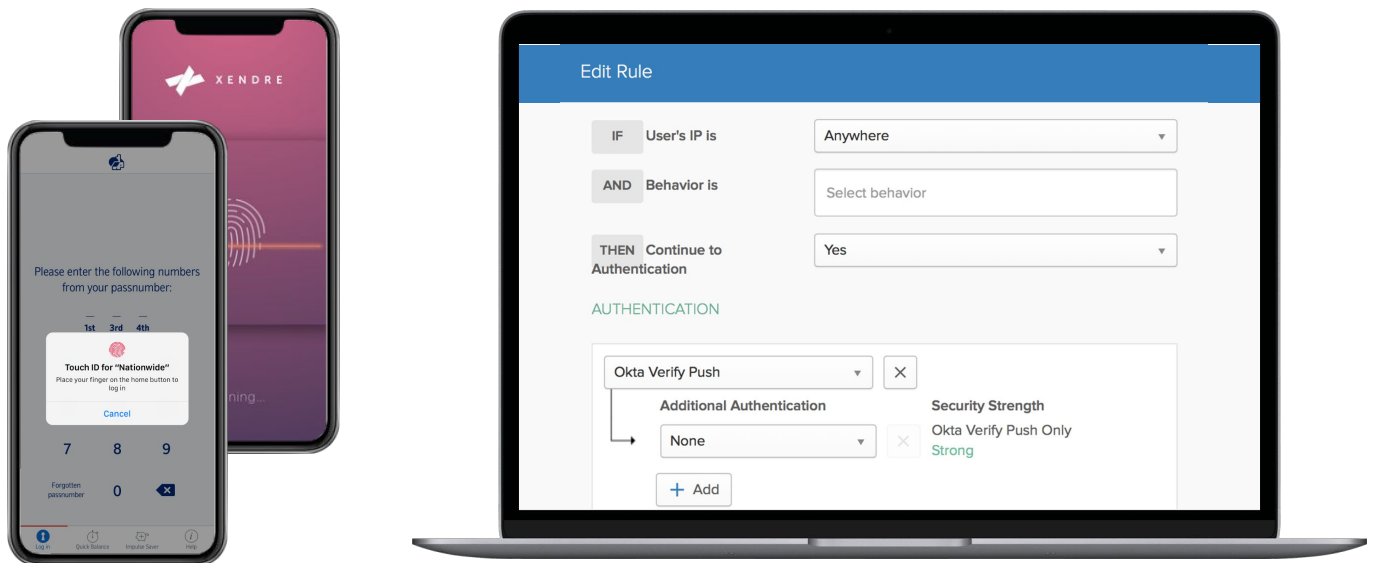 XENDRE
ning...
Please enter the following numbers
from your passnumber:
1st 3rd 4th
Touch ID for “Nationwide”
Place your finger on the home button to
log in
Cancel
7 8 9
Forgotten
passnumber
0
Log in Quick Balance Impulse Saver Help
Edit Rule
IF User's IP is Anywhere
AND Behavior is Select behavior
THEN Continue to
Authentication
Yes
AUTHENTICATION
Okta Verify Push
Additional Authentication Security Strength
None
Okta Verify Push Only
Strong
+ Add